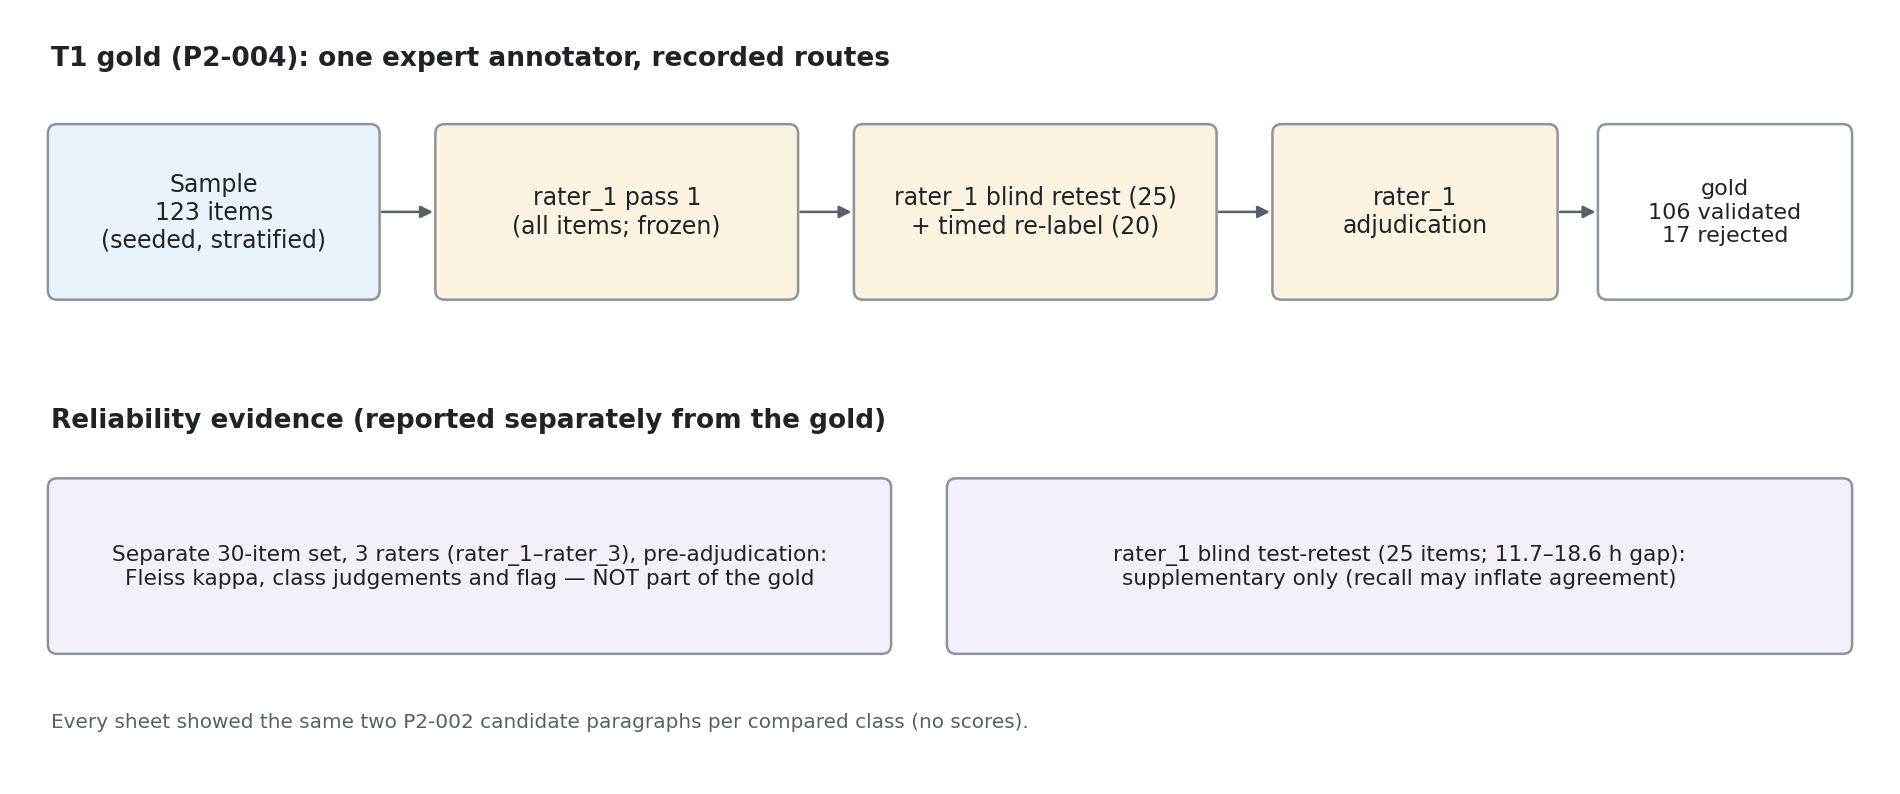 T1 gold (P2-004): one expert annotator, recorded routes
Sample
123 items
(seeded, stratified)
rater_1 pass 1
(all items; frozen)
rater_1 blind retest (25)
+ timed re-label (20)
rater_1
adjudication
gold
106 validated
17 rejected
Reliability evidence (reported separately from the gold)
Separate 30-item set, 3 raters (rater_1–rater_3), pre-adjudication:
Fleiss kappa, class judgements and flag — NOT part of the gold
rater_1 blind test-retest (25 items; 11.7–18.6 h gap):
supplementary only (recall may inflate agreement)
Every sheet showed the same two P2-002 candidate paragraphs per compared class (no scores).